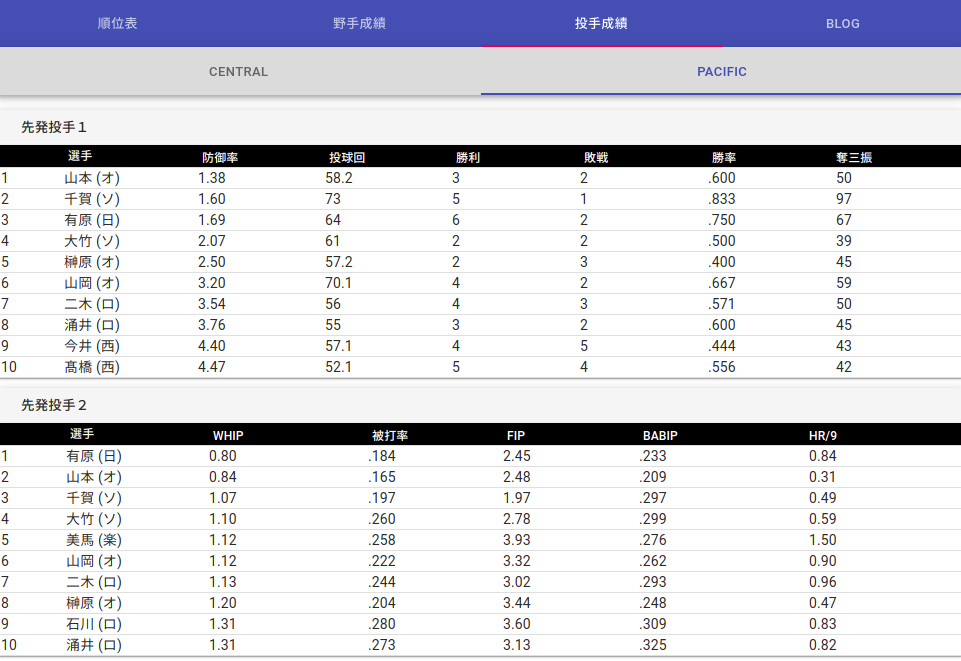 順位表 野手成績 投手成績 BLOG
CENTRAL PACIFIC
先発投手１
選手 防御率 投球回 勝利 敗戦 勝率 奪三振
1 山本 (オ) 1.38 58.2 3 2 .600 50
2 千賀 (ソ) 1.60 73 5 1 .833 97
3 有原 (日) 1.69 64 6 2 .750 67
4 大竹 (ソ) 2.07 61 2 2 .500 39
5 榊原 (オ) 2.50 57.2 2 3 .400 45
6 山岡 (オ) 3.20 70.1 4 2 .667 59
7 二木 (ロ) 3.54 56 4 3 .571 50
8 涌井 (ロ) 3.76 55 3 2 .600 45
9 今井 (西) 4.40 57.1 4 5 .444 43
10 髙橋 (西) 4.47 52.1 5 4 .556 42
先発投手２
選手 WHIP 被打率 FIP BABIP HR/9
1 有原 (日) 0.80 .184 2.45 .233 0.84
2 山本 (オ) 0.84 .165 2.48 .209 0.31
3 千賀 (ソ) 1.07 .197 1.97 .297 0.49
4 大竹 (ソ) 1.10 .260 2.78 .299 0.59
5 美馬 (楽) 1.12 .258 3.93 .276 1.50
6 山岡 (オ) 1.12 .222 3.32 .262 0.90
7 二木 (ロ) 1.13 .244 3.02 .293 0.96
8 榊原 (オ) 1.20 .204 3.44 .248 0.47
9 石川 (ロ) 1.31 .280 3.60 .309 0.83
10 涌井 (ロ) 1.31 .273 3.13 .325 0.82